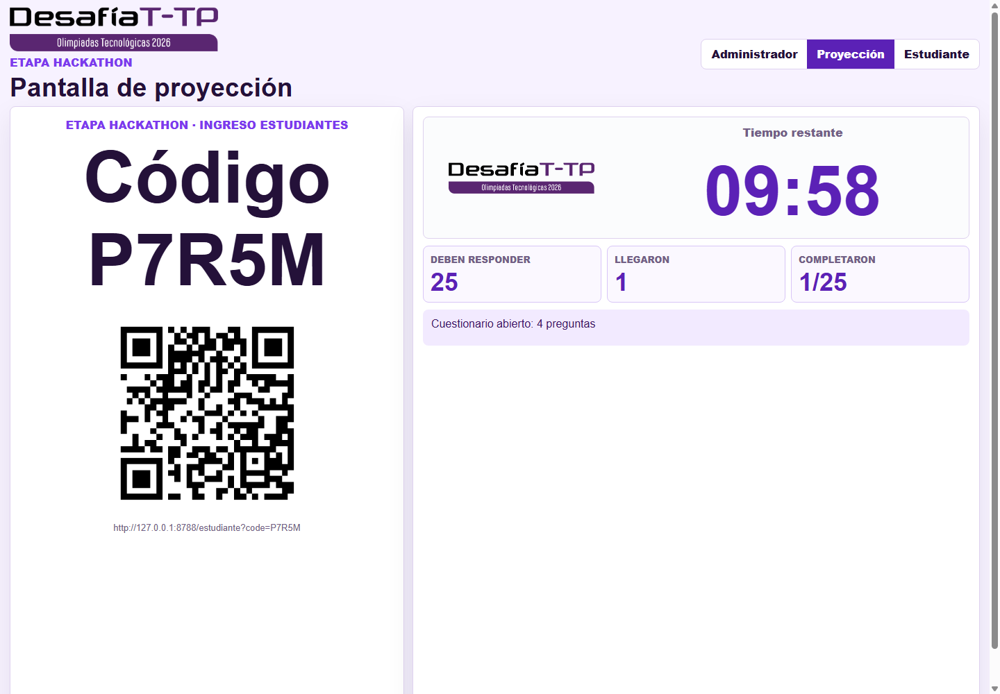 DesafíaT-TP
Olimpiadas Tecnológicas 2026
ETAPA HACKATHON
Pantalla de proyección
Administrador
Proyección
Estudiante
ETAPA HACKATHON · INGRESO ESTUDIANTES
Código
P7R5M
http://127.0.0.1:8788/estudiante?code=P7R5M
DesafíaT-TP
Olimpiadas Tecnológicas 2026
Tiempo restante
09:58
DEBEN RESPONDER
25
LLEGARON
1
COMPLETARON
1/25
Cuestionario abierto: 4 preguntas